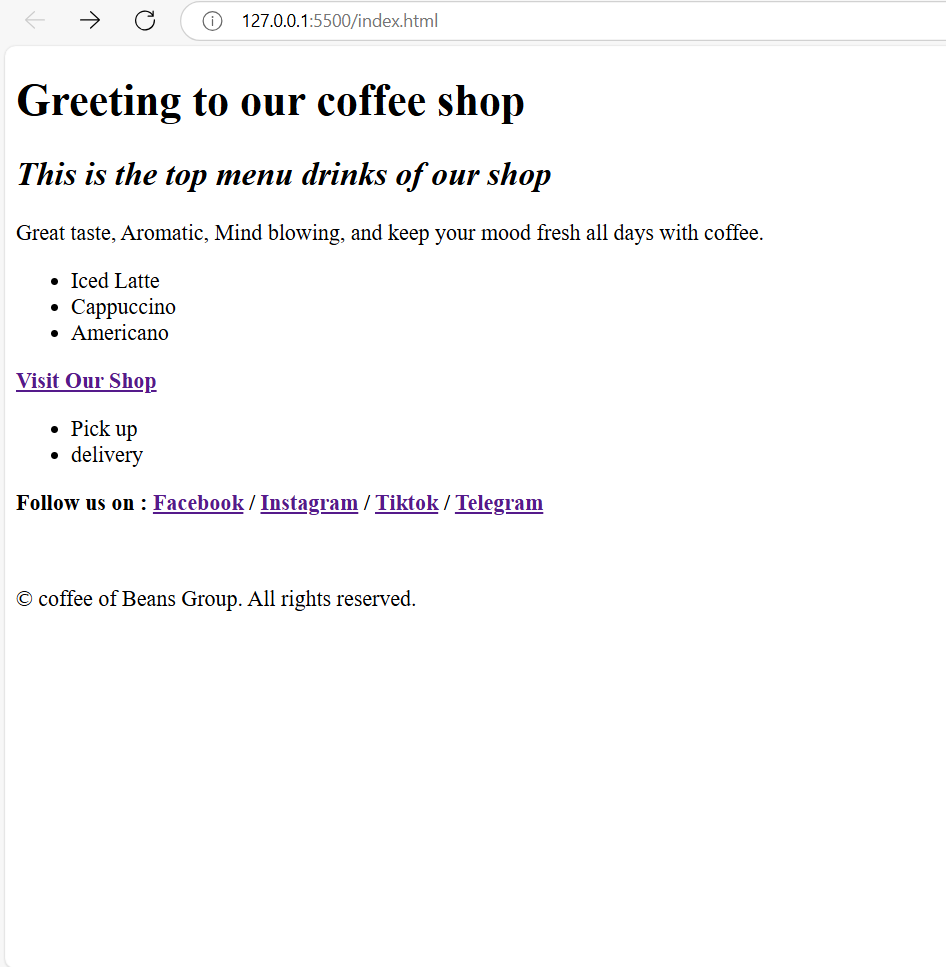 127.0.0.1:5500/index.html
Greeting to our coffee shop
This is the top menu drinks of our shop
Great taste, Aromatic, Mind blowing, and keep your mood fresh all days with coffee.
Iced Latte
Cappuccino
Americano
Visit Our Shop
Pick up
delivery
Follow us on : Facebook / Instagram / Tiktok / Telegram
© coffee of Beans Group. All rights reserved.